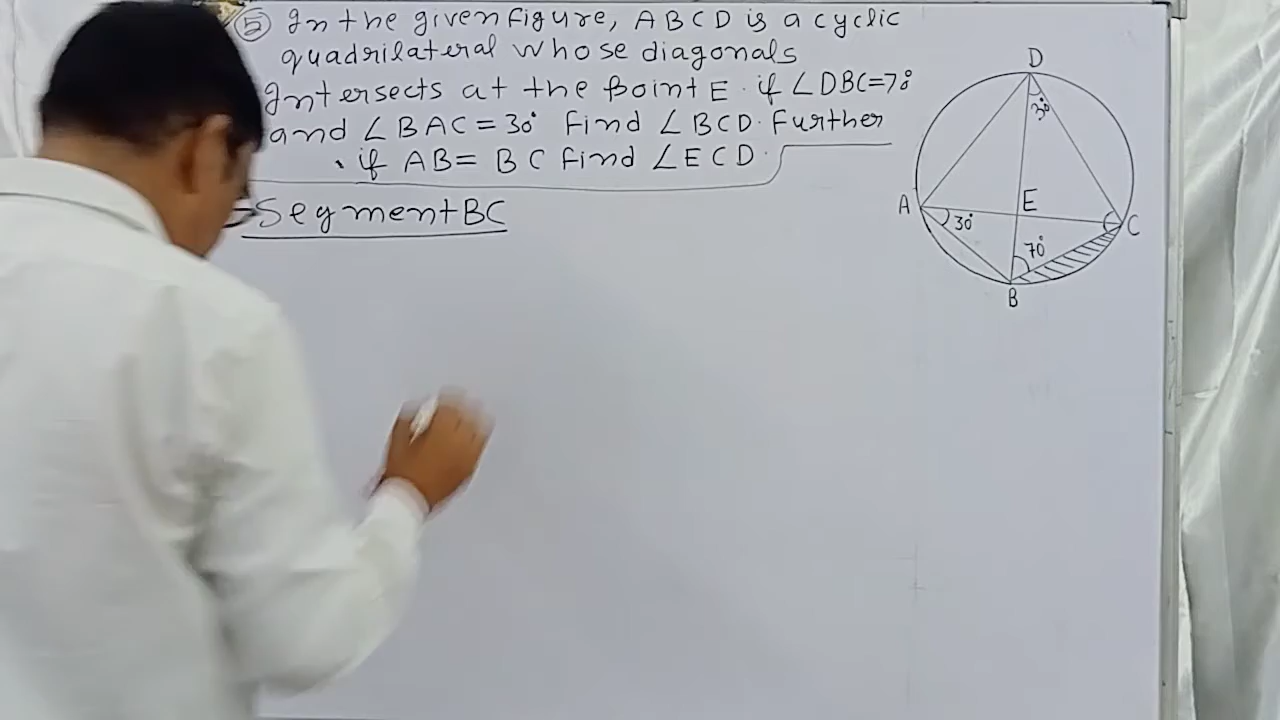 ⑤ In the given figure, ABCD is a cyclic
quadrilateral whose diagonals
Intersects at the Point E. if ∠DBC=70°
and ∠BAC=30° Find ∠BCD. Further
if AB=BC find ∠ECD.
Segment BC
D
30°
A
E
30°
C
70°
B